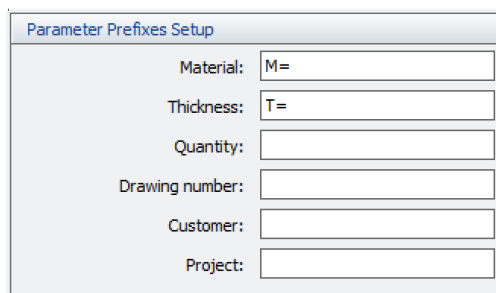 Parameter Prefixes Setup
Material: M=
Thickness: T=
Quantity:
Drawing number:
Customer:
Project: